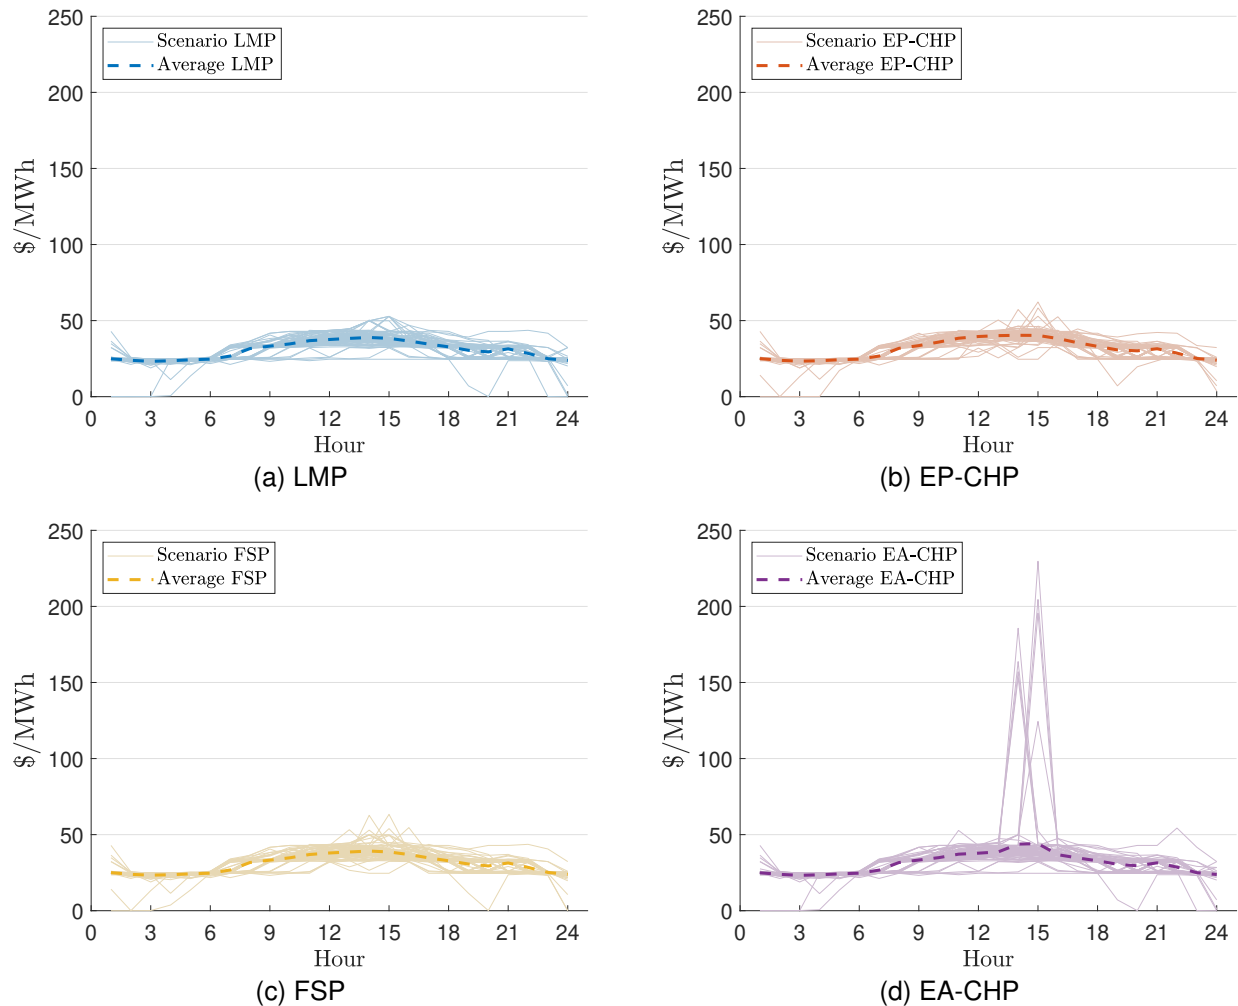 250
200
150
100
50
0
$/MWh
Scenario LMP
Average LMP
0 3 6 9 12 15 18 21 24
Hour
(a) LMP
250
200
150
100
50
0
$/MWh
Scenario EP-CHP
Average EP-CHP
0 3 6 9 12 15 18 21 24
Hour
(b) EP-CHP
250
200
150
100
50
0
$/MWh
Scenario FSP
Average FSP
0 3 6 9 12 15 18 21 24
Hour
(c) FSP
250
200
150
100
50
0
$/MWh
Scenario EA-CHP
Average EA-CHP
0 3 6 9 12 15 18 21 24
Hour
(d) EA-CHP